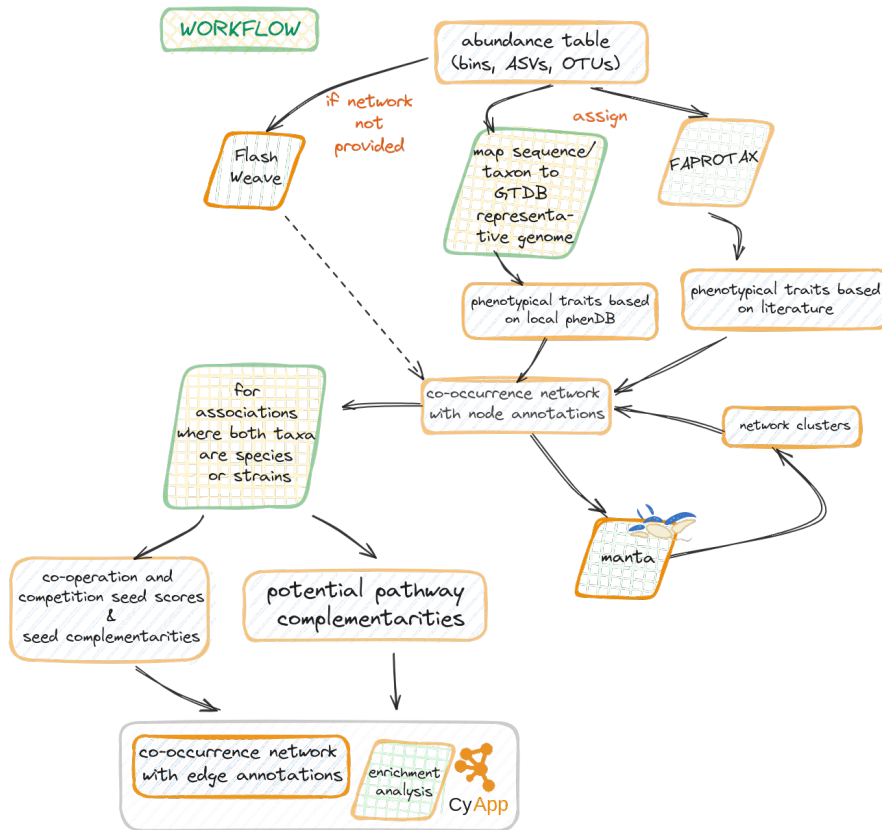 WORKFLOW
abundance table
(bins, ASVs, OTUs)
if network
not
provided
assign
Flash
Weave
map sequence/
taxon to
GTDB
representa-
tive genome
FAPROTAX
phenotypical traits based
on local phenDB
phenotypical traits based
on literature
for
associations
where both taxa
are species
or strains
co-occurrence network
with node annotations
network clusters
manta
co-operation and
competition seed scores
&
seed complementarities
potential pathway
complementarities
co-occurrence network
with edge annotations
enrichment
analysis
CyApp